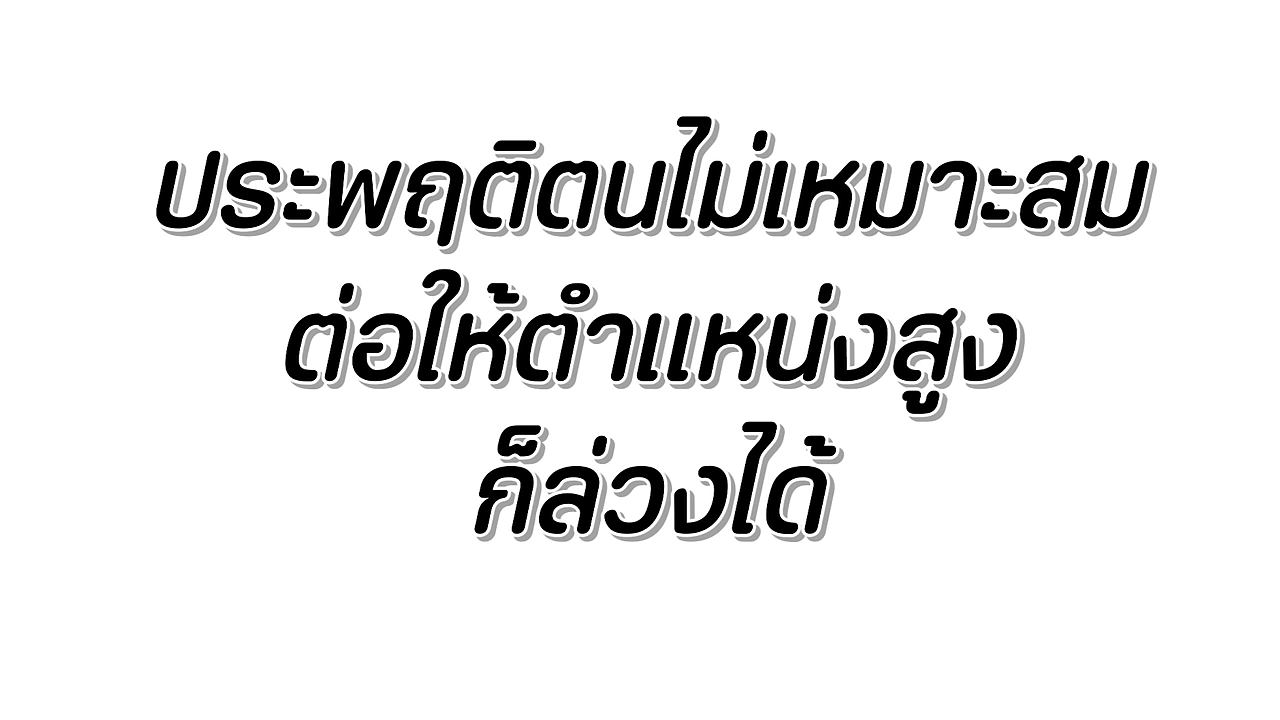 ประพฤติตนไม่เหมาะสม
ต่อให้ตำแหน่งสูง
ก็ล่วงได้